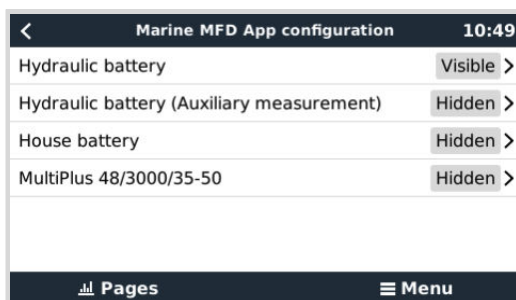 Marine MFD App configuration 10:49
Hydraulic battery Visible
Hydraulic battery (Auxiliary measurement) Hidden
House battery Hidden
MultiPlus 48/3000/35-50 Hidden
Pages Menu